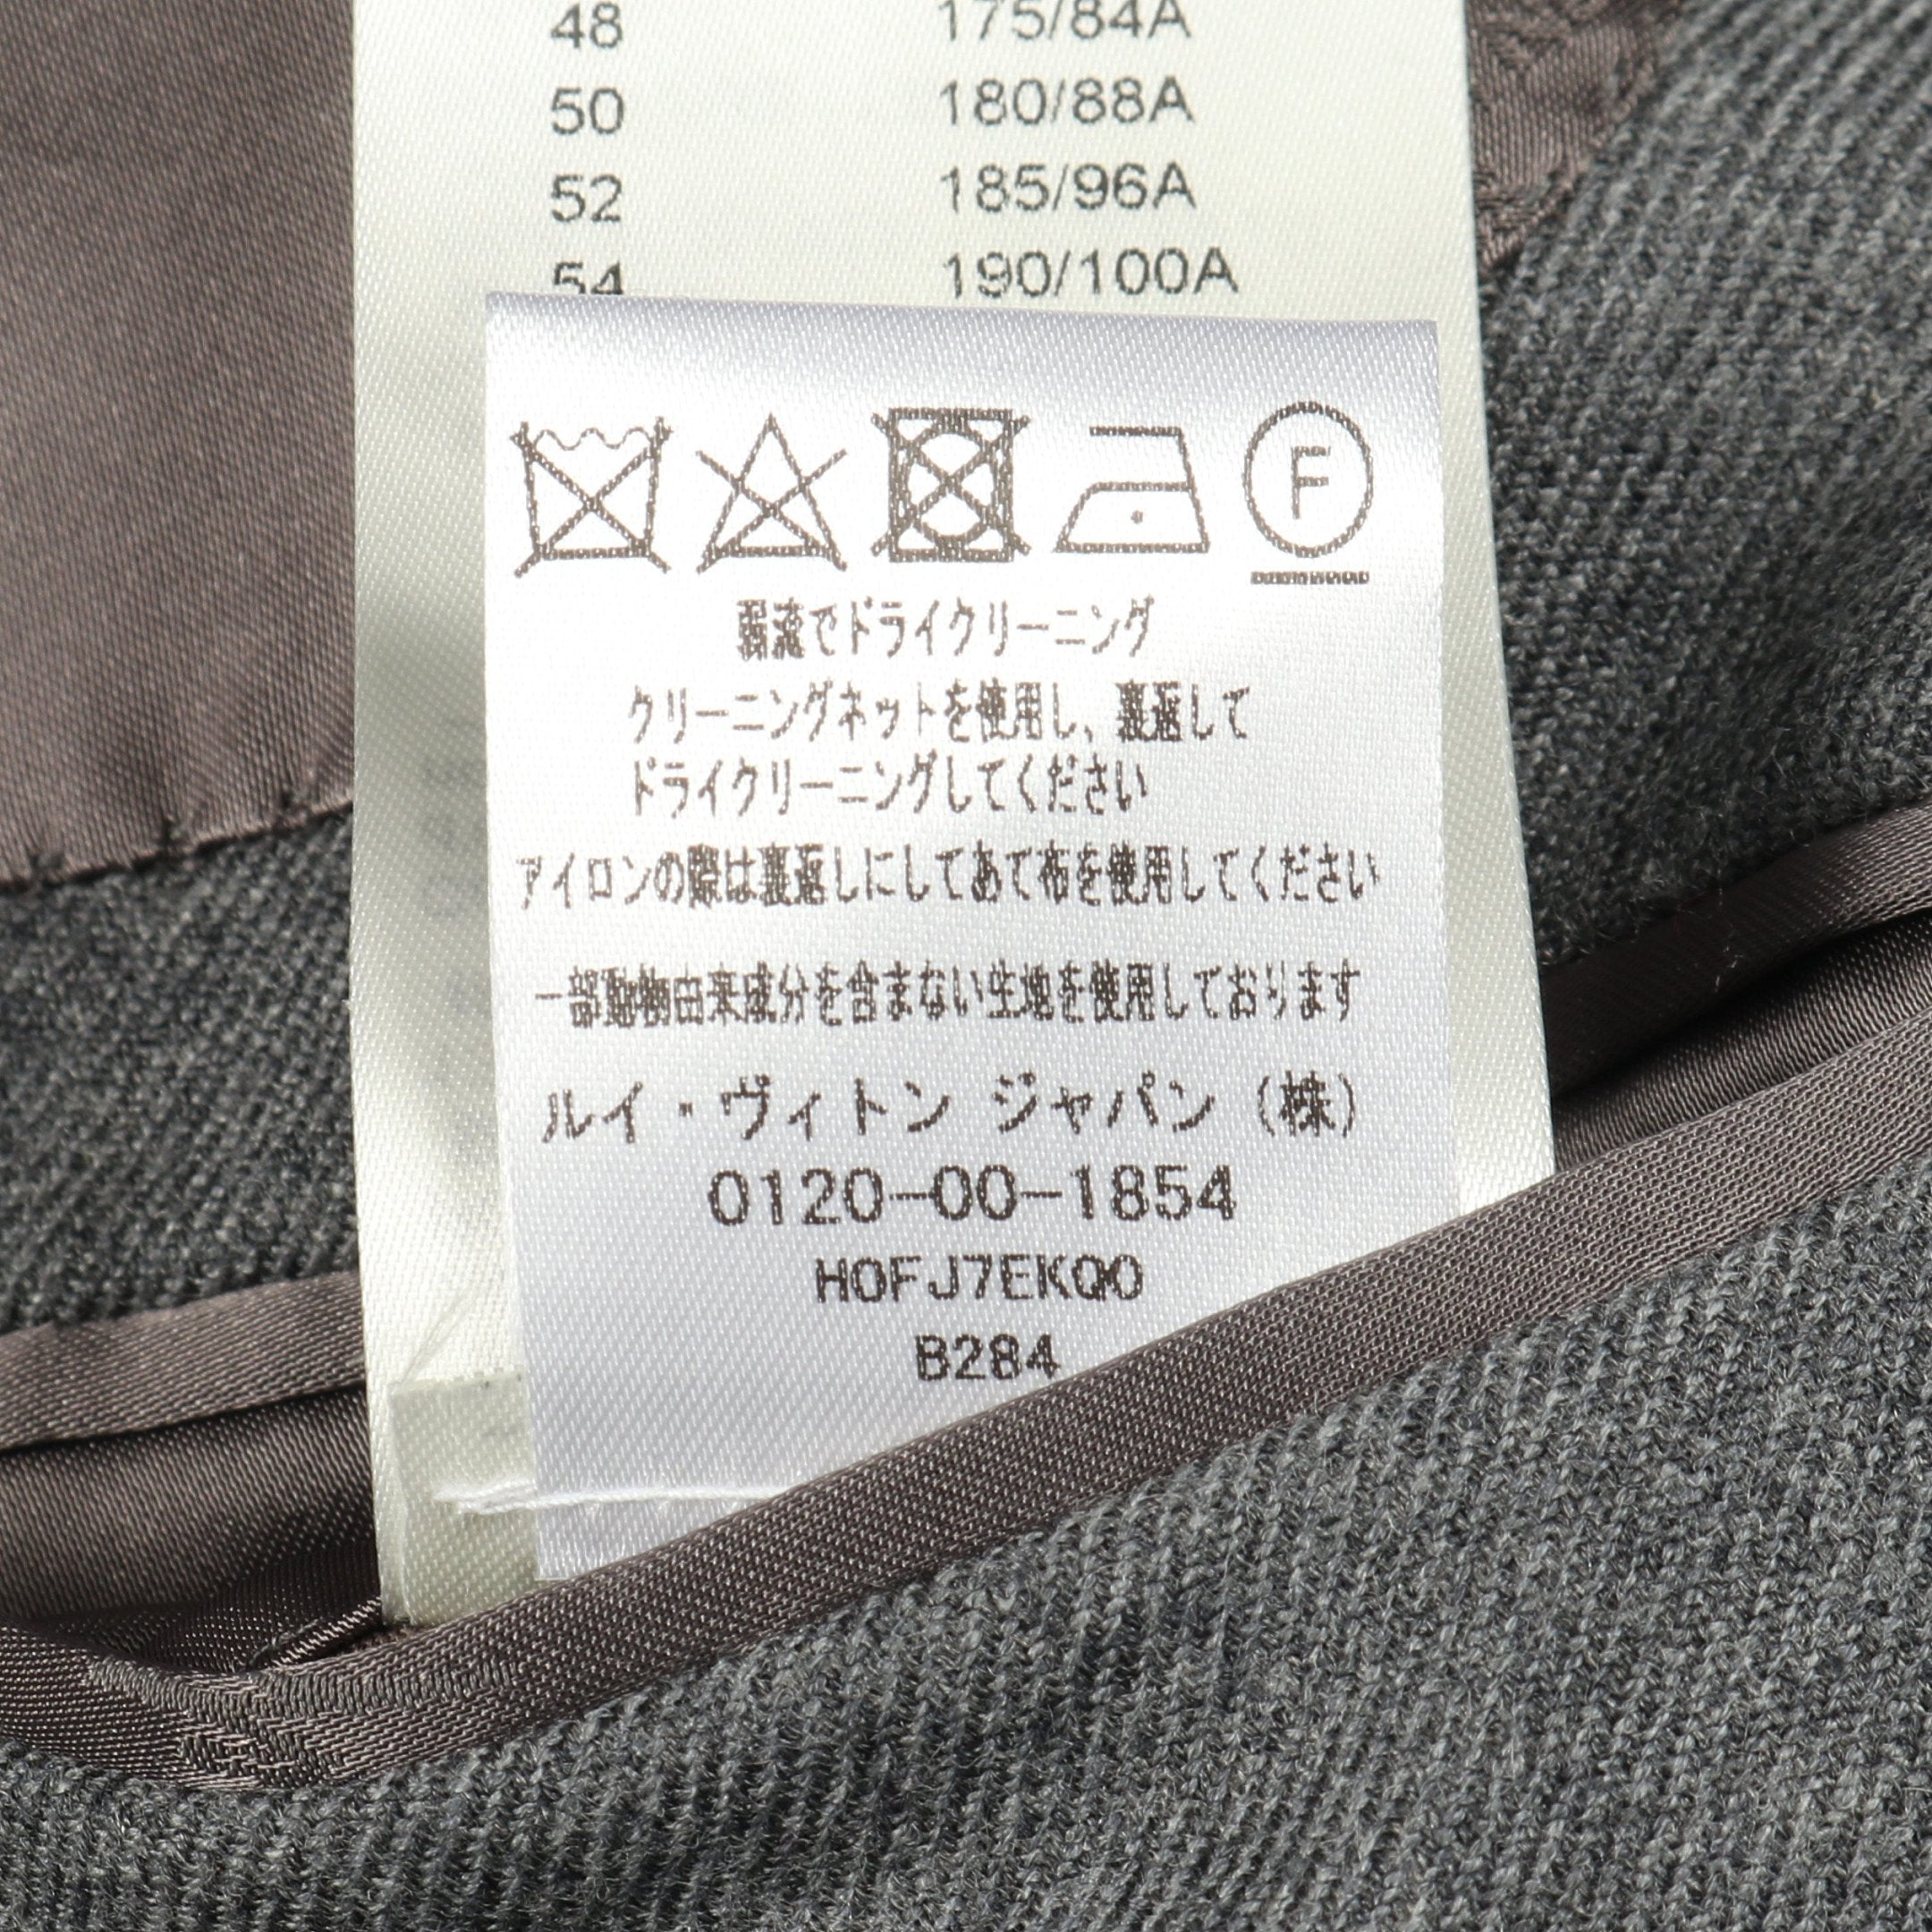 48 175/84A
50 180/88A
52 185/96A
54 190/100A
F
弱流でドライクリーニング
クリーニングネットを使用し、裏返して
ドライクリーニングしてください
アイロンの際は裏返しにしてあて布を使用してください
一部動物由来成分を含まない生地を使用しております
ルイ・ヴィトン ジャパン (株)
0120-00-1854
H0FJ7EKQ0
B284